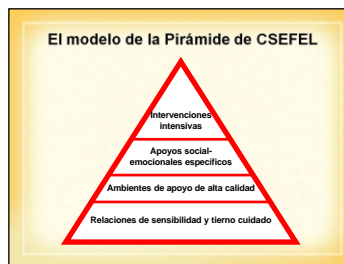 El modelo de la Pirámide de CSEFEL
Intervenciones
intensivas
Apoyos social-
emocionales específicos
Ambientes de apoyo de alta calidad
Relaciones de sensibilidad y tierno cuidado